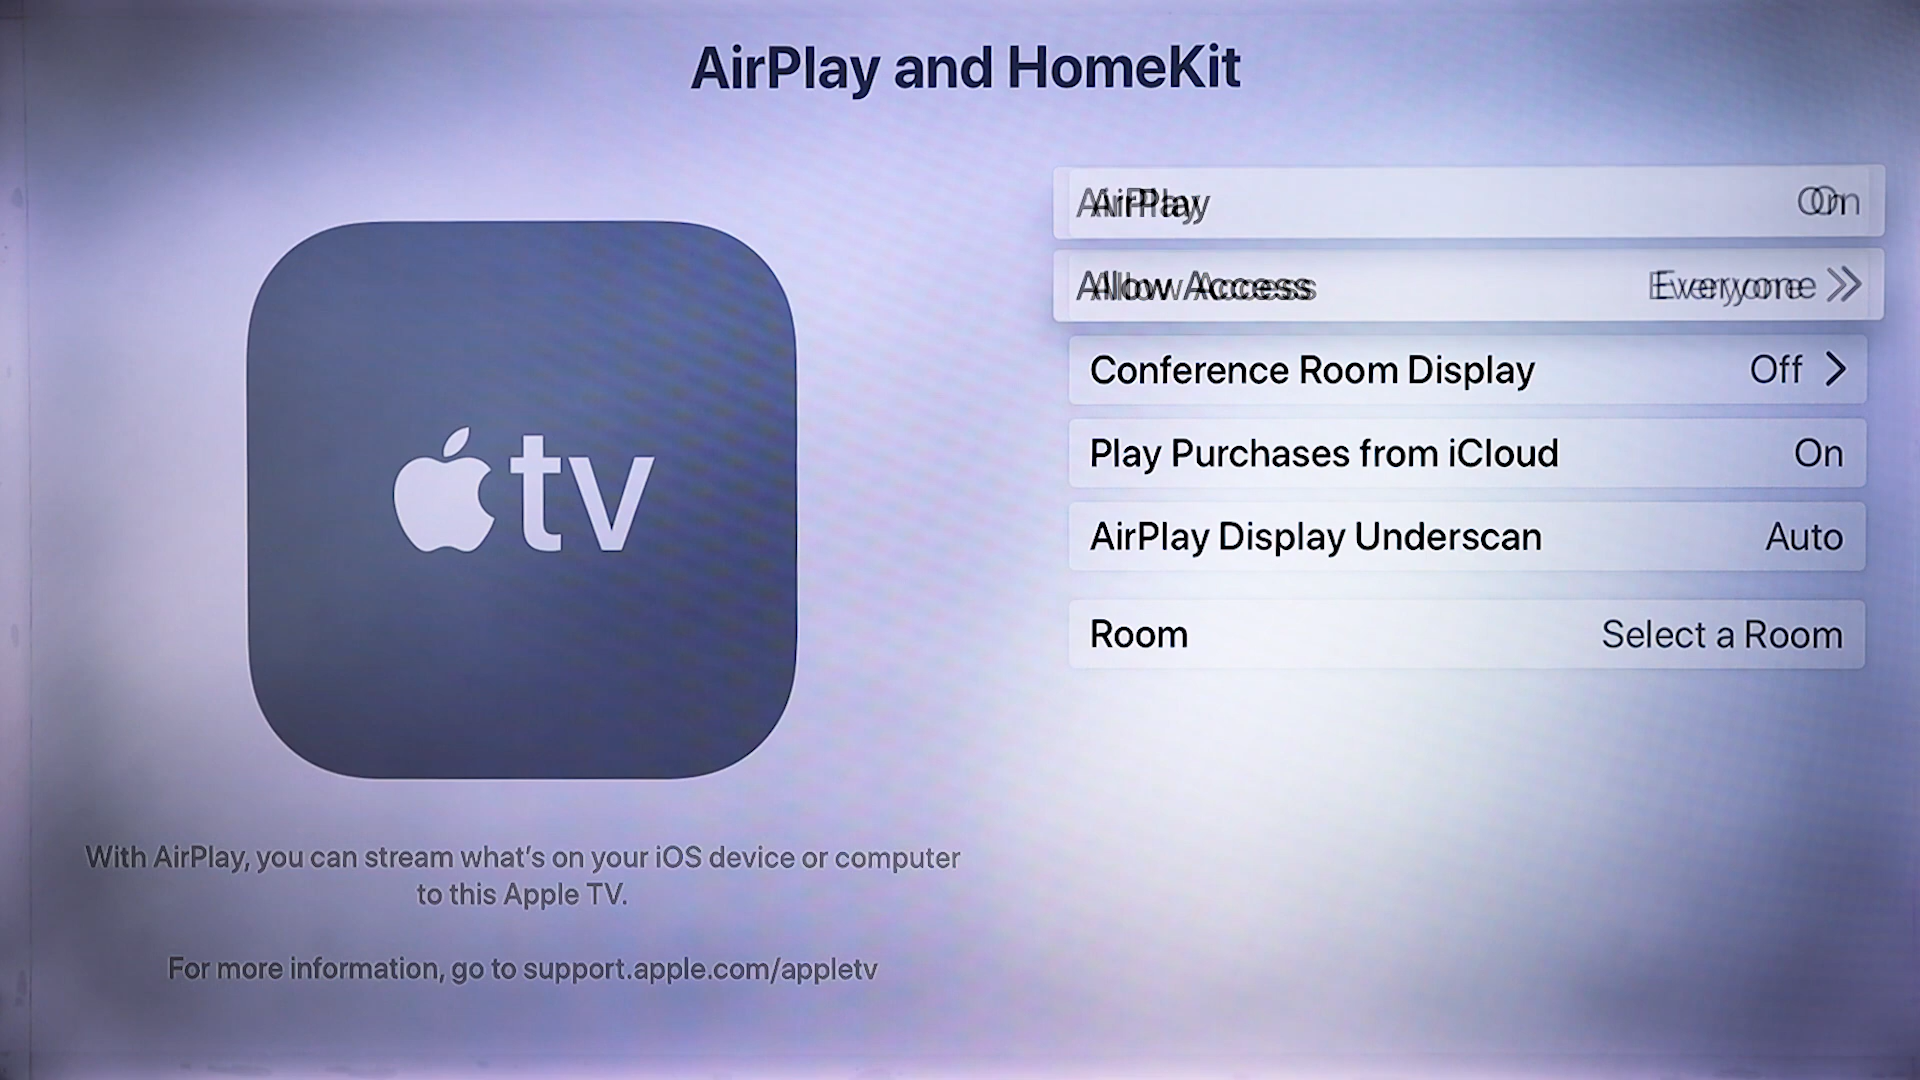 AirPlay and HomeKit
AirPlay On
Allow Access Everyone
Conference Room Display Off
Play Purchases from iCloud On
AirPlay Display Underscan Auto
Room Select a Room
tv
With AirPlay, you can stream what's on your iOS device or computer
to this Apple TV.
For more information, go to support.apple.com/appletv